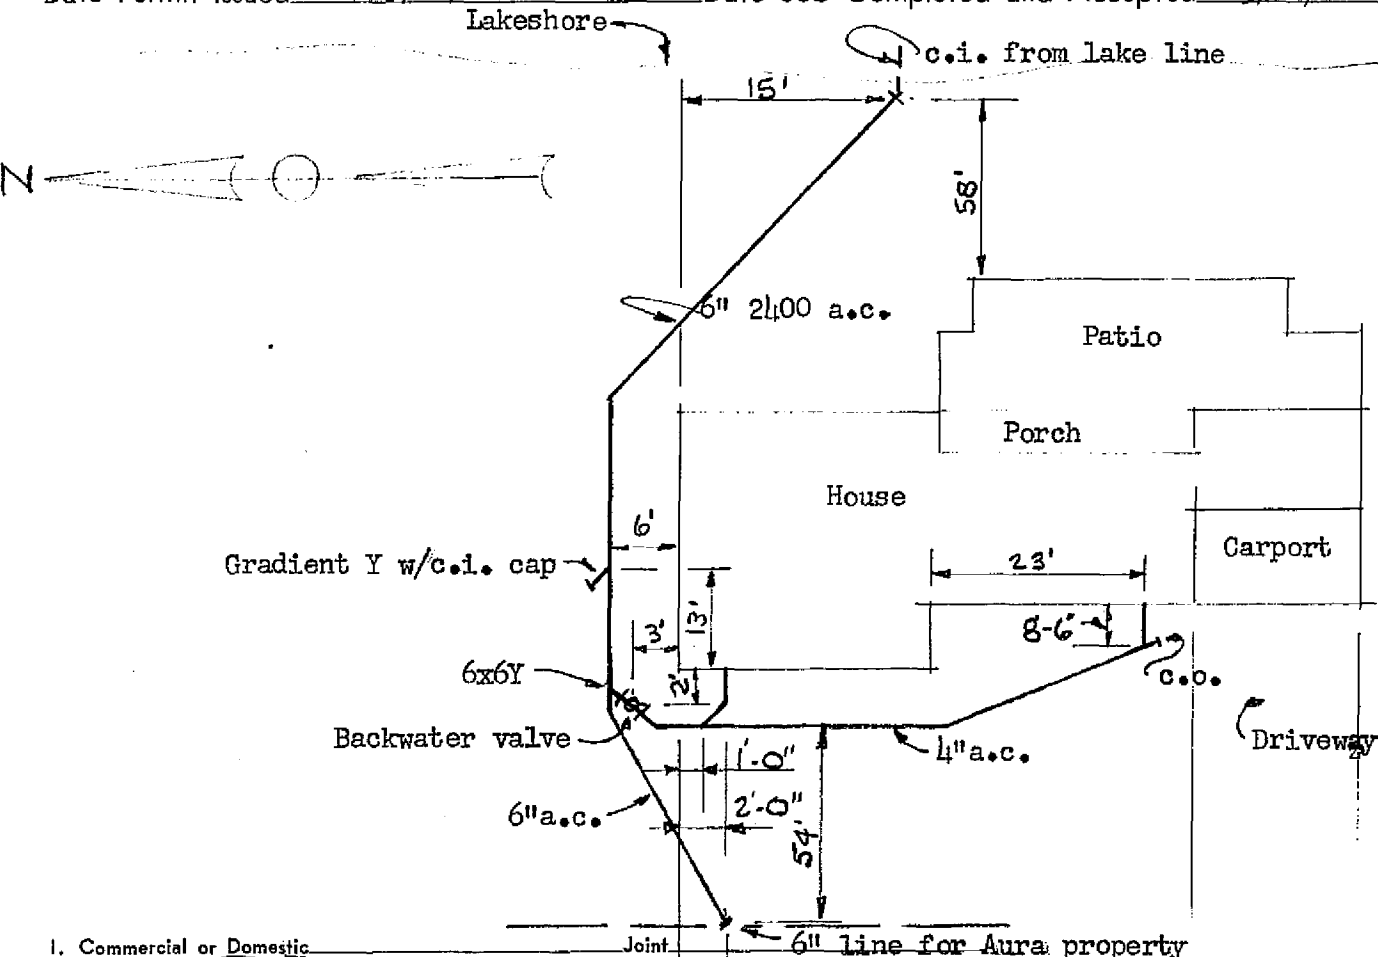 Lakeshore
c.i. from lake line
15'
N
58'
6" 2400 a.c.
Patio
Porch
House
6'
Gradient Y w/c.i. cap
Carport
23'
13'
3'
8-6"
6x6Y
2'
c.o.
Backwater valve
Driveway
4"a.c.
1'-0"
2'-0"
6"a.c.
54'
1. Commercial or Domestic
Joint
6" line for Aura property